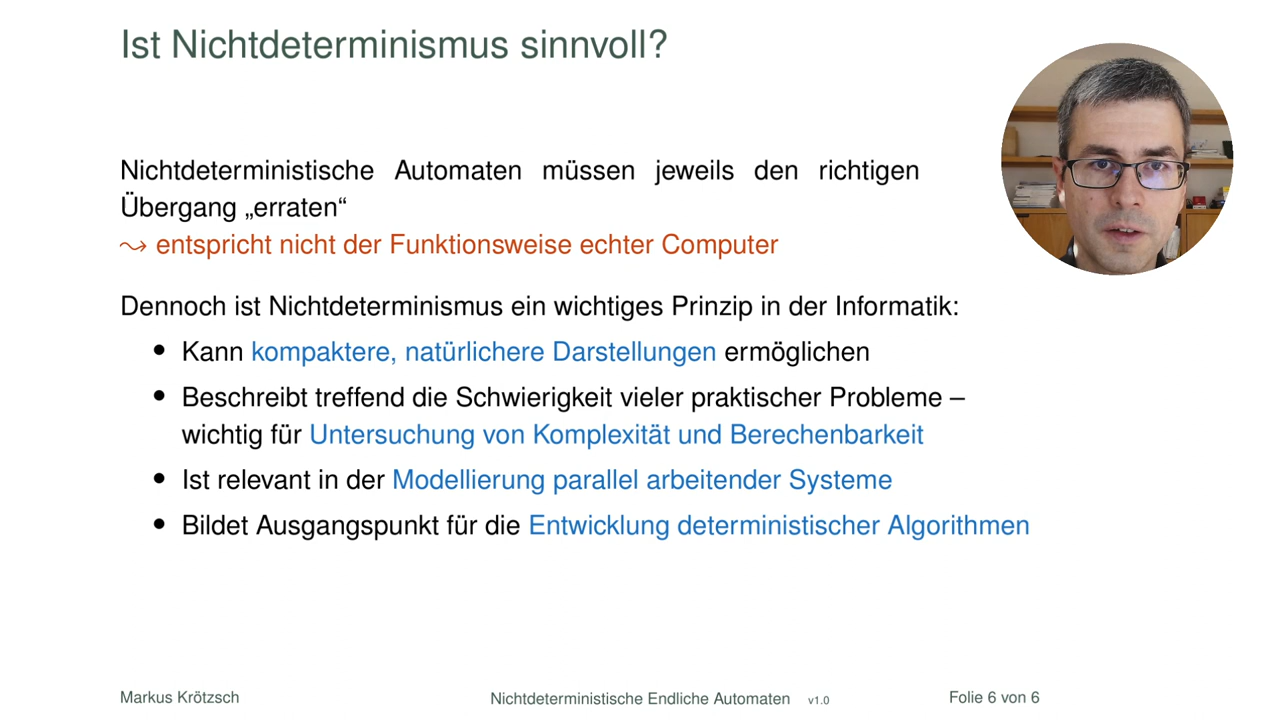 Ist Nichtdeterminismus sinnvoll?
Nichtdeterministische Automaten müssen jeweils den richtigen
Übergang „erraten“
⤳ entspricht nicht der Funktionsweise echter Computer
Dennoch ist Nichtdeterminismus ein wichtiges Prinzip in der Informatik:
• Kann kompaktere, natürlichere Darstellungen ermöglichen
• Beschreibt treffend die Schwierigkeit vieler praktischer Probleme –
wichtig für Untersuchung von Komplexität und Berechenbarkeit
• Ist relevant in der Modellierung parallel arbeitender Systeme
• Bildet Ausgangspunkt für die Entwicklung deterministischer Algorithmen
Markus Krötzsch Nichtdeterministische Endliche Automaten v1.0 Folie 6 von 6